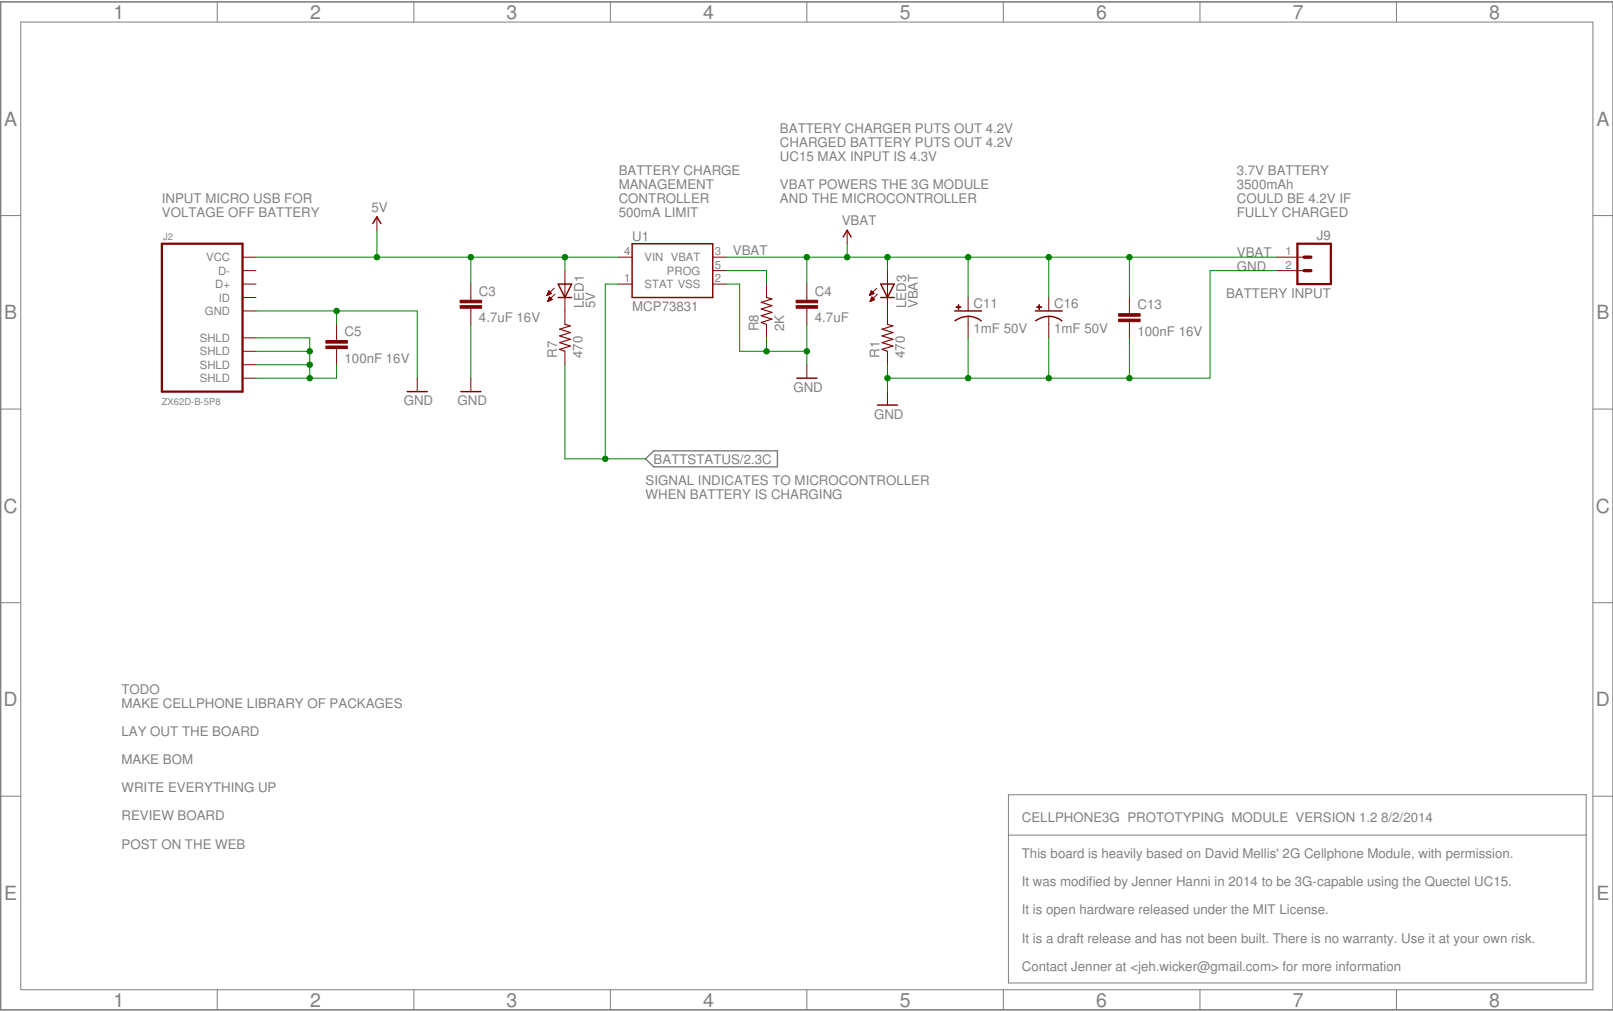 1 2 3 4 5 6 7 8
A A
BATTERY CHARGER PUTS OUT 4.2V
CHARGED BATTERY PUTS OUT 4.2V
UC15 MAX INPUT IS 4.3V
VBAT POWERS THE 3G MODULE
AND THE MICROCONTROLLER
BATTERY CHARGE
MANAGEMENT
CONTROLLER
500mA LIMIT
3.7V BATTERY
3500mAh
COULD BE 4.2V IF
FULLY CHARGED
INPUT MICRO USB FOR
VOLTAGE OFF BATTERY
5V
VBAT
J2
VCC
D-
D+
ID
GND
SHLD
SHLD
SHLD
SHLD
ZX62D-B-5P8
C5
100nF 16V
GND
C3
4.7uF 16V
GND
LED1
5V
R7
470
U1
4 VIN VBAT 3 VBAT
PROG 5
1 STAT VSS 2
MCP73831
R8
2K
C4
4.7uF
GND
LED3
VBAT
R1
470
GND
C11
1mF 50V
C16
1mF 50V
C13
100nF 16V
J9
VBAT 1
GND 2
BATTERY INPUT
B B
BATTSTATUS/2.3C
SIGNAL INDICATES TO MICROCONTROLLER
WHEN BATTERY IS CHARGING
C C
TODO
MAKE CELLPHONE LIBRARY OF PACKAGES
LAY OUT THE BOARD
MAKE BOM
WRITE EVERYTHING UP
REVIEW BOARD
POST ON THE WEB
D D
CELLPHONE3G PROTOTYPING MODULE VERSION 1.2 8/2/2014
This board is heavily based on David Mellis' 2G Cellphone Module, with permission.
It was modified by Jenner Hanni in 2014 to be 3G-capable using the Quectel UC15.
It is open hardware released under the MIT License.
It is a draft release and has not been built. There is no warranty. Use it at your own risk.
Contact Jenner at <jeh.wicker@gmail.com> for more information
E E
1 2 3 4 5 6 7 8